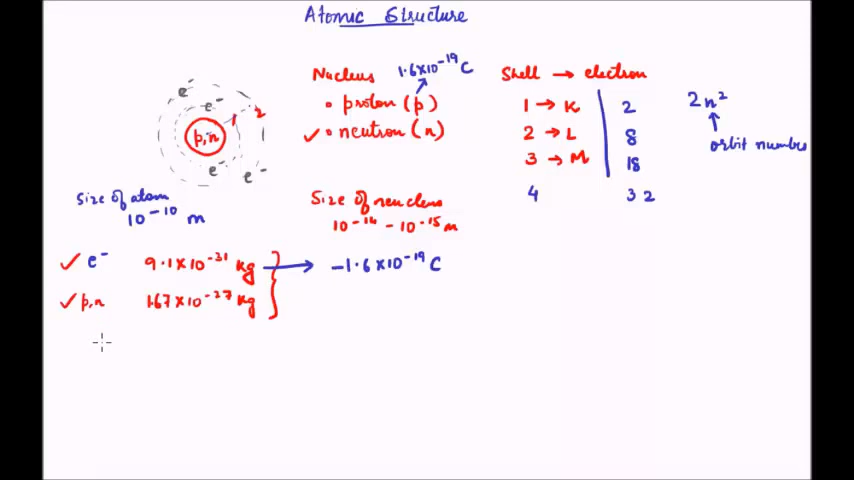 Atomic Structure
Nucleus 1.6×10⁻¹⁹ C
• proton (p)
✓ • neutron (n)
e⁻
e⁻
1 2
p,n
e⁻
e⁻
Shell → electron
1 → K 2
2 → L 8
3 → M 18
4 32
2n²
orbit number
Size of atom
10⁻¹⁰ m
Size of nucleus
10⁻¹⁴ - 10⁻¹⁵ m
✓ e⁻ 9.1×10⁻³¹ kg → -1.6×10⁻¹⁹ C
✓ p,n 1.67×10⁻²⁷ kg